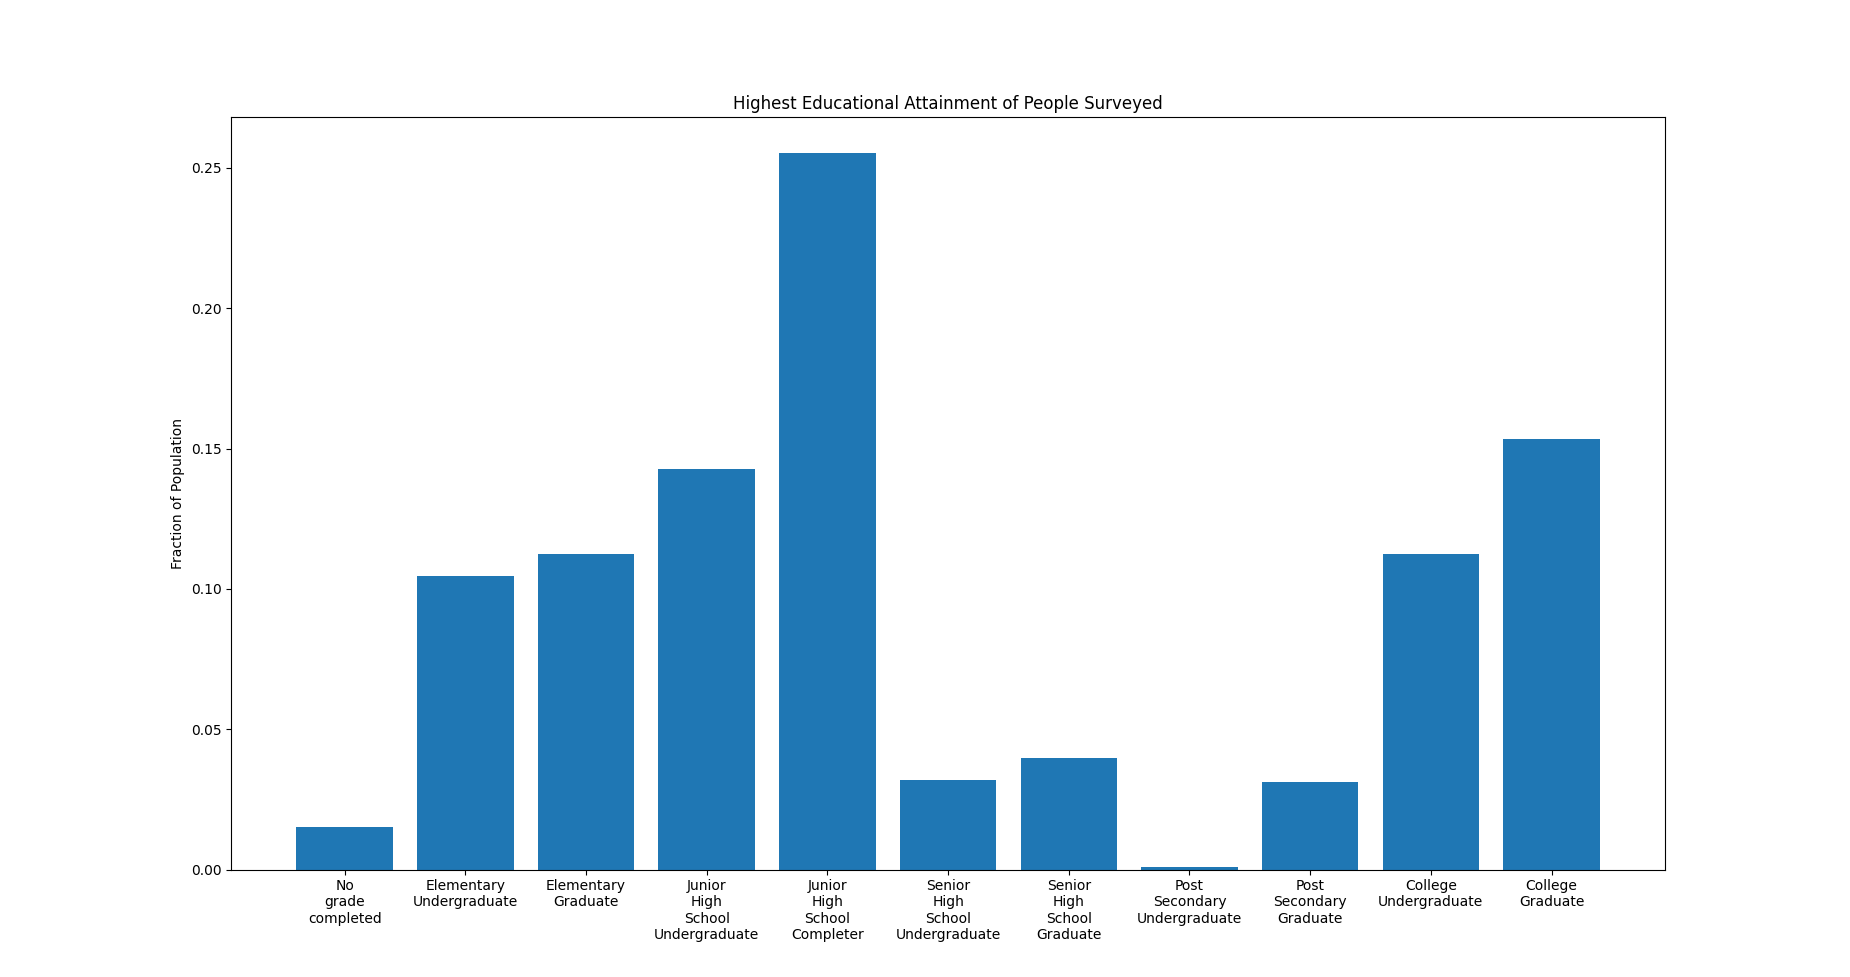 Highest Educational Attainment of People Surveyed
Fraction of Population
0.25
0.20
0.15
0.10
0.05
0.00
No
grade
completed
Elementary
Undergraduate
Elementary
Graduate
Junior
High
School
Undergraduate
Junior
High
School
Completer
Senior
High
School
Undergraduate
Senior
High
School
Graduate
Post
Secondary
Undergraduate
Post
Secondary
Graduate
College
Undergraduate
College
Graduate